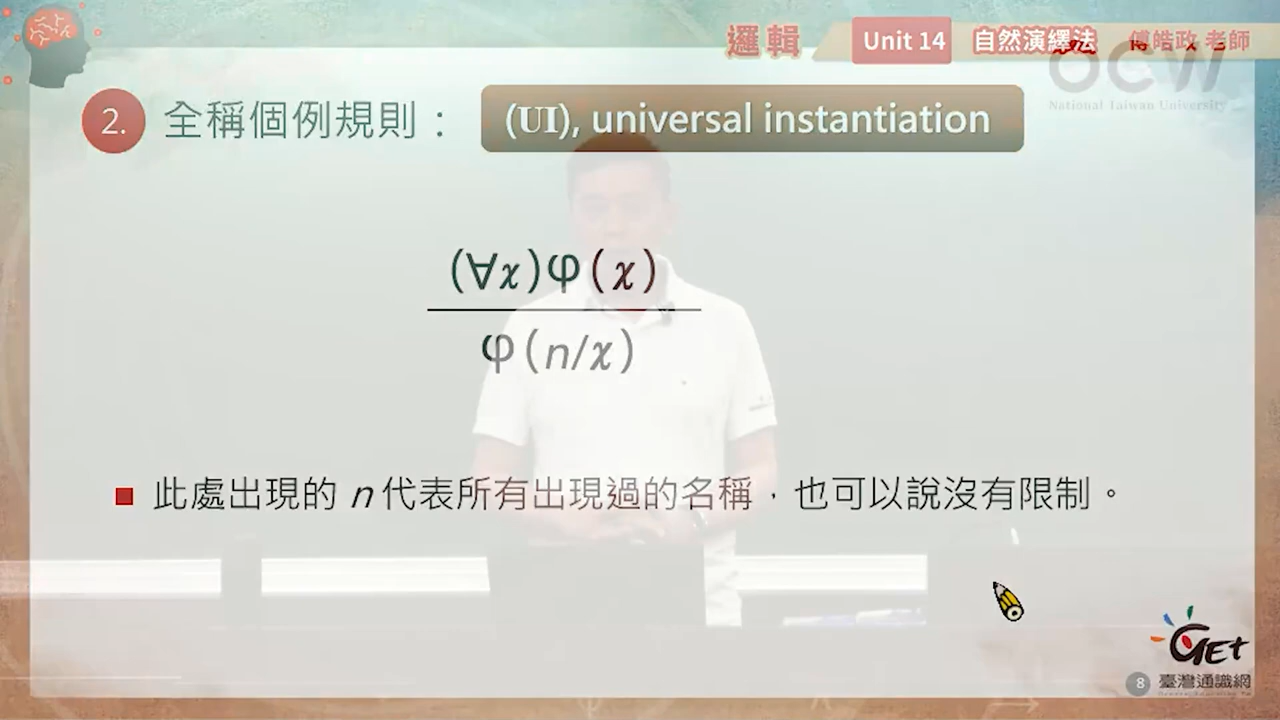 邏輯 Unit 14 自然演繹法 傅皓政 老師
OCW
National Taiwan University
2. 全稱個例規則： (UI), universal instantiation
(∀x)φ(x)
φ(n/x)
此處出現的 n 代表所有出現過的名稱，也可以說沒有限制。
GET
8 臺灣通識網